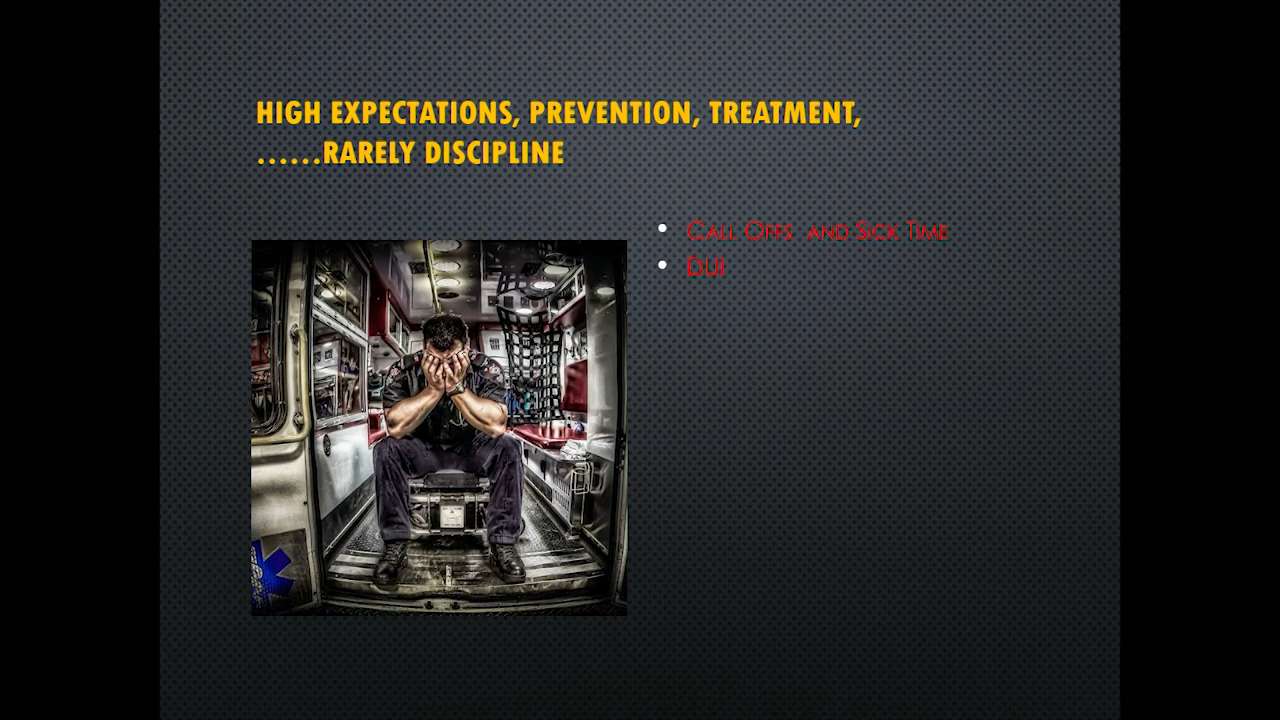 HIGH EXPECTATIONS, PREVENTION, TREATMENT,
......RARELY DISCIPLINE
• CALL OFFS AND SICK TIME
• DUI